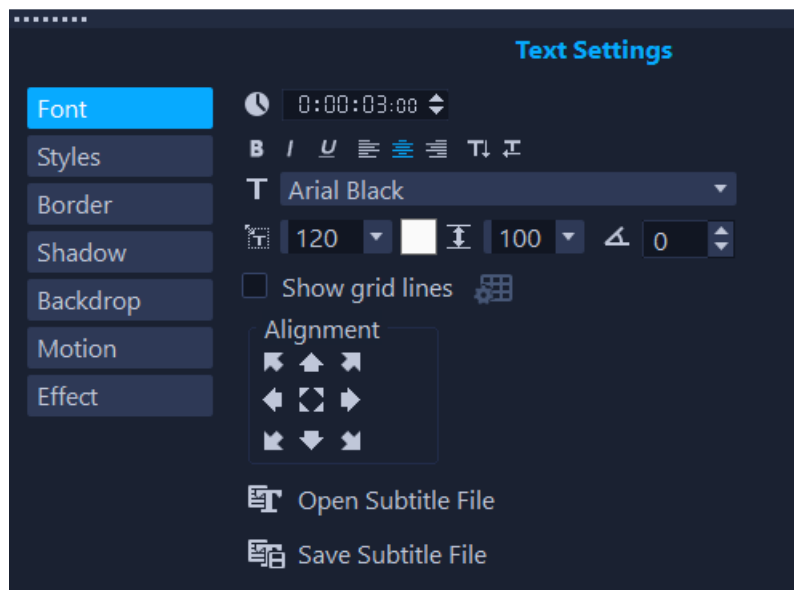 Text Settings
Font
Styles
Border
Shadow
Backdrop
Motion
Effect
0:00:03:00
B I U
T Arial Black
120 100 0
Show grid lines
Alignment
Open Subtitle File
Save Subtitle File